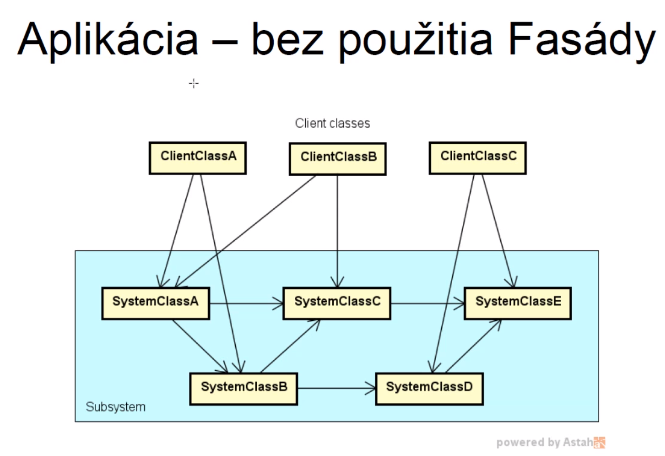 Aplikácia – bez použitia Fasády
Client classes
ClientClassA
ClientClassB
ClientClassC
SystemClassA
SystemClassC
SystemClassE
SystemClassB
SystemClassD
Subsystem
powered by Astah